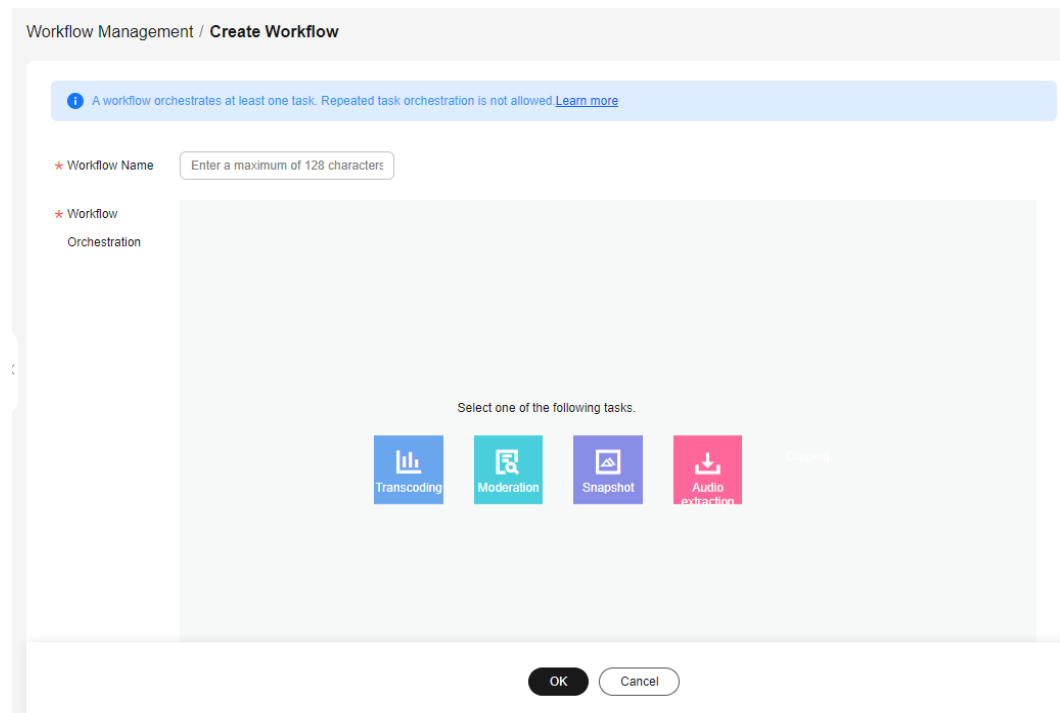 Workflow Management / Create Workflow
A workflow orchestrates at least one task. Repeated task orchestration is not allowed.Learn more
* Workflow Name
Enter a maximum of 128 characters
* Workflow
Orchestration
Select one of the following tasks.
Transcoding
Moderation
Snapshot
Audio
extraction
OK
Cancel